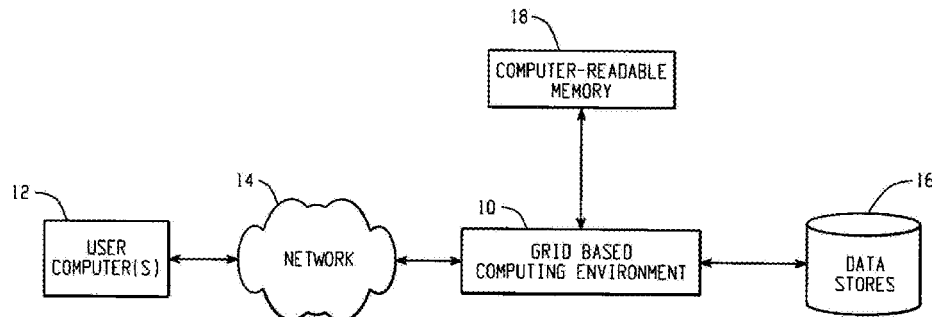 18
COMPUTER-READABLE
MEMORY
12
14
10
16
USER
COMPUTER(S)
NETWORK
GRID BASED
COMPUTING ENVIRONMENT
DATA
STORES